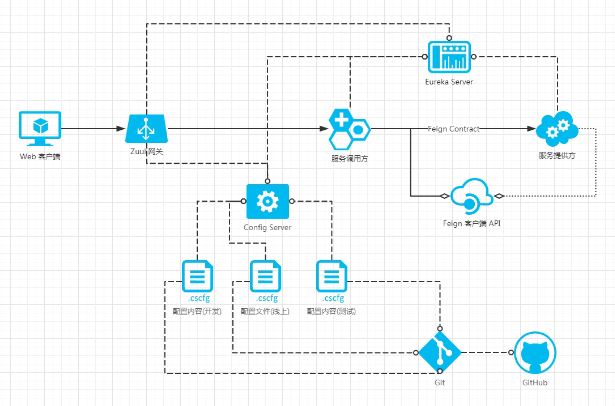 Eureka Server
Web 客户端
Zuul网关
服务调用方
Feign Contract
服务提供方
Config Server
Feign 客户端 API
.cscfg
.cscfg
.cscfg
配置内容(开发)
配置文件(线上)
配置内容(测试)
Git
GitHub